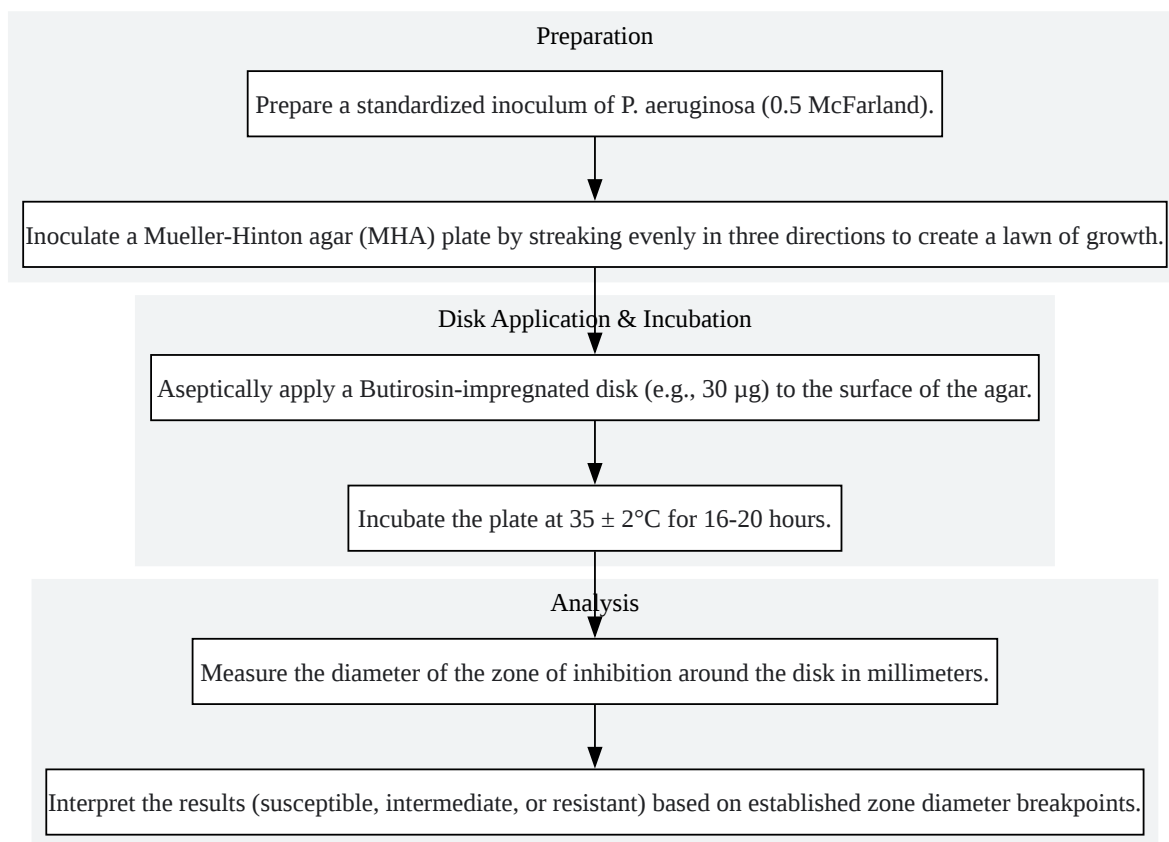 Preparation
Prepare a standardized inoculum of P. aeruginosa (0.5 McFarland).
Inoculate a Mueller-Hinton agar (MHA) plate by streaking evenly in three directions to create a lawn of growth.
Disk Application & Incubation
Aseptically apply a Butirosin-impregnated disk (e.g., 30 µg) to the surface of the agar.
Incubate the plate at 35 ± 2°C for 16-20 hours.
Analysis
Measure the diameter of the zone of inhibition around the disk in millimeters.
Interpret the results (susceptible, intermediate, or resistant) based on established zone diameter breakpoints.